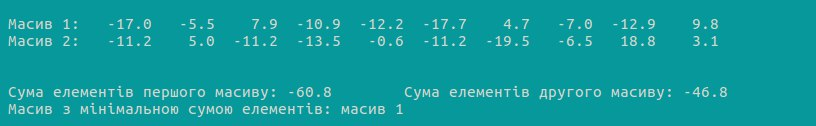 Масив 1: -17.0 -5.5 7.9 -10.9 -12.2 -17.7 4.7 -7.0 -12.9 9.8
Масив 2: -11.2 5.0 -11.2 -13.5 -0.6 -11.2 -19.5 -6.5 18.8 3.1
Сума елементів першого масиву: -60.8 Сума елементів другого масиву: -46.8
Масив з мінімальною сумою елементів: масив 1